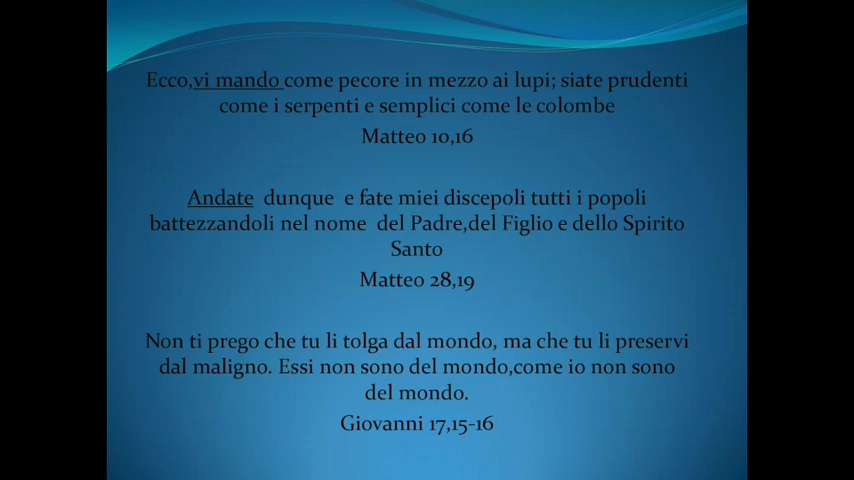 Ecco,vi mando come pecore in mezzo ai lupi; siate prudenti
come i serpenti e semplici come le colombe
Matteo 10,16
Andate dunque e fate miei discepoli tutti i popoli
battezzandoli nel nome del Padre,del Figlio e dello Spirito
Santo
Matteo 28,19
Non ti prego che tu li tolga dal mondo, ma che tu li preservi
dal maligno. Essi non sono del mondo,come io non sono
del mondo.
Giovanni 17,15-16